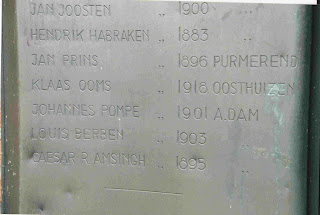 JAN JOOSTEN ,, 1900 ,,
HENDRIK HABRAKEN ,, 1883 ,,
JAN PRINS ,, 1896 PURMEREND
KLAAS OOMS ,, 1918 OOSTHUIZEN
JOHANNES POMPE ,, 1901 A.DAM
LOUIS BERBEN ,, 1903 ,,
CAESAR R. AMSINGH ,, 1895 ,,